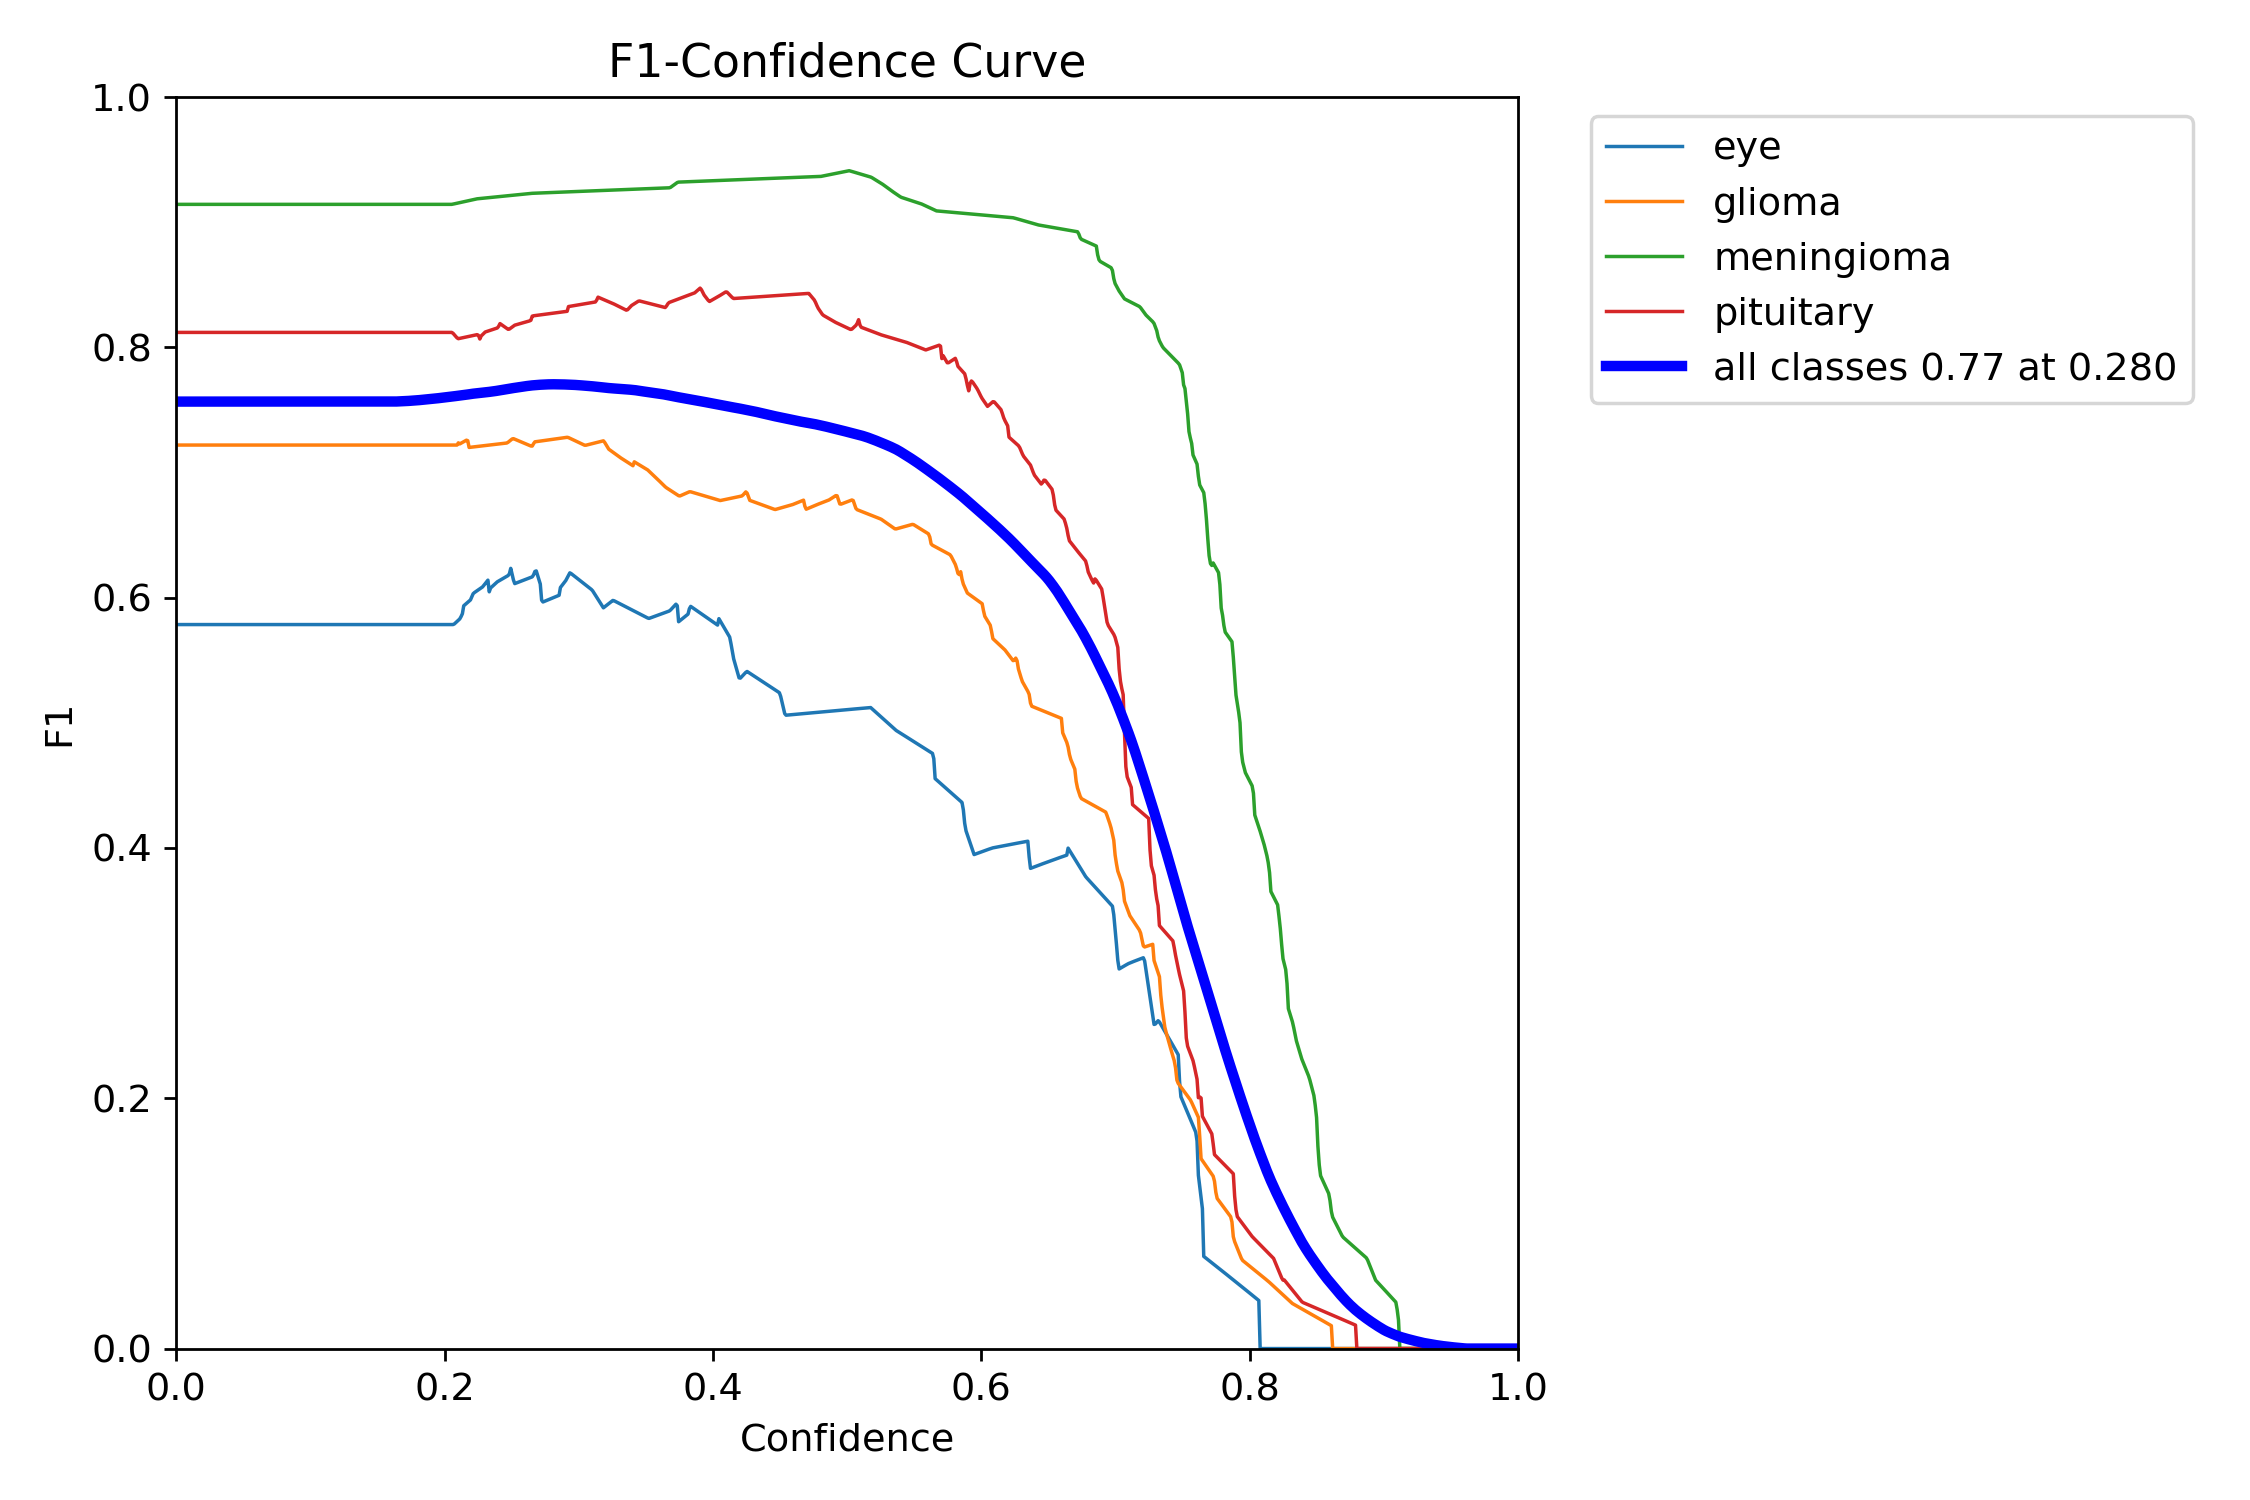 F1-Confidence Curve
1.0
0.8
0.6
0.4
0.2
0.0
F1
0.0 0.2 0.4 0.6 0.8 1.0
Confidence
eye
glioma
meningioma
pituitary
all classes 0.77 at 0.280